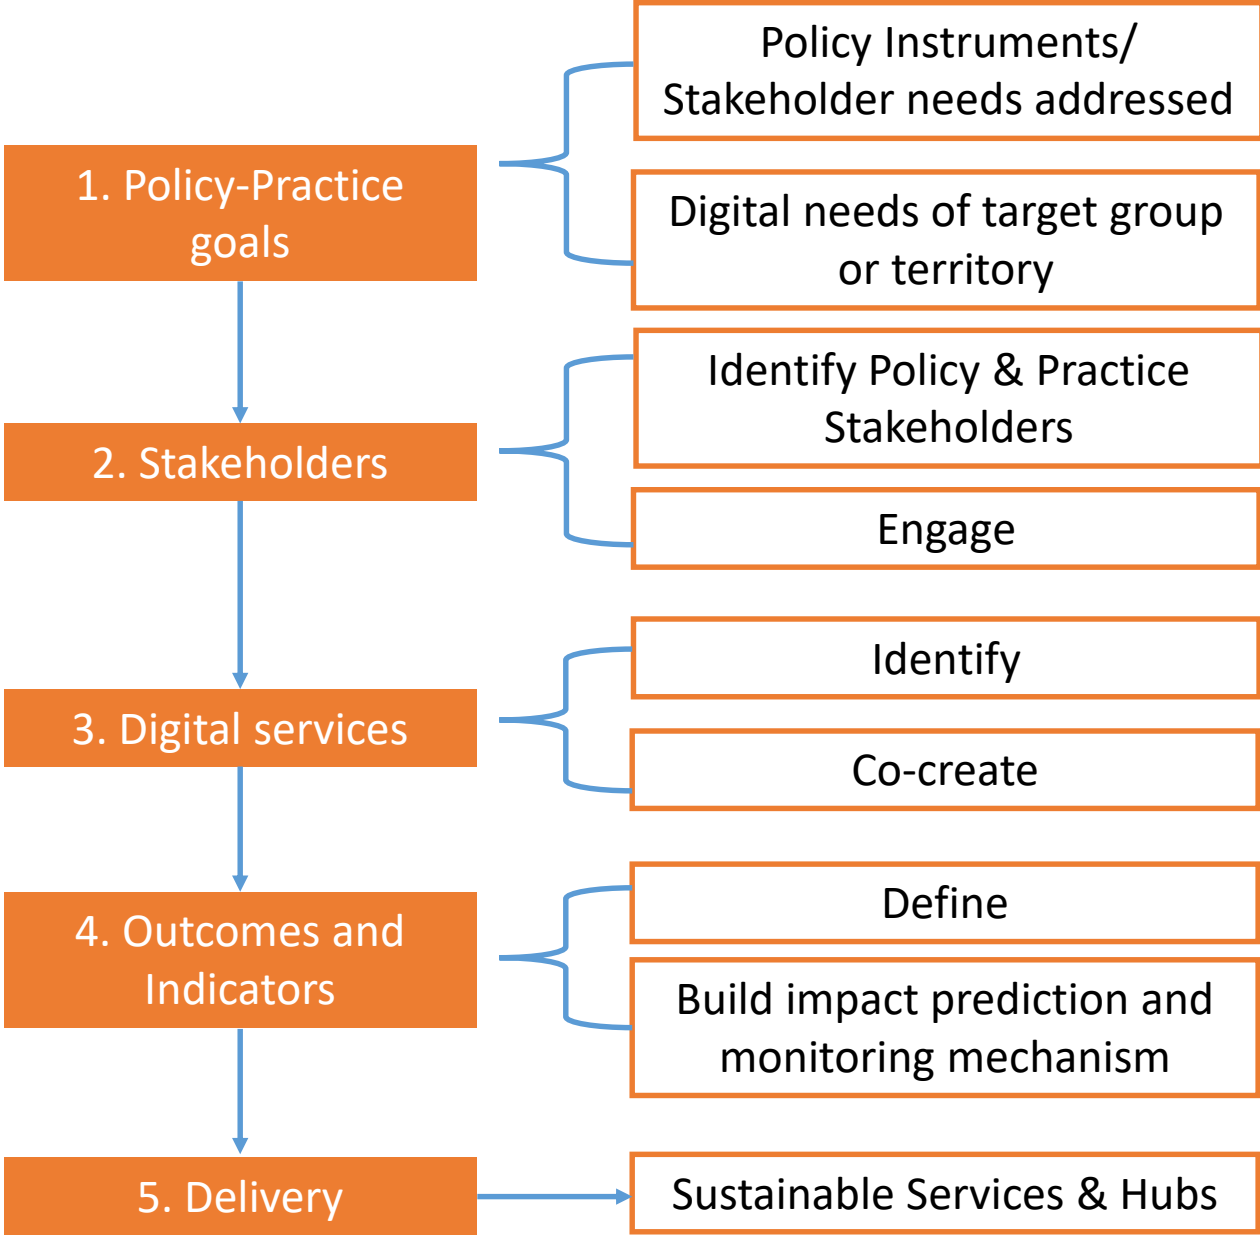 1. Policy-Practice
goals
Policy Instruments/
Stakeholder needs addressed
Digital needs of target group
or territory
2. Stakeholders
Identify Policy & Practice
Stakeholders
Engage
3. Digital services
Identify
Co-create
4. Outcomes and
Indicators
Define
Build impact prediction and
monitoring mechanism
5. Delivery
Sustainable Services & Hubs